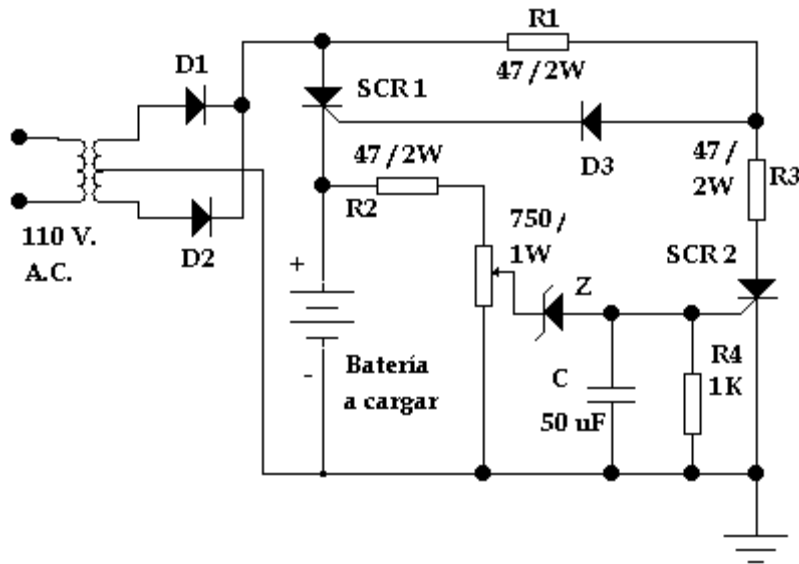 R1
47/2W
D1
SCR 1
D3
47/2W
R2
47/
2W
R3
110 V.
A.C.
D2
750/
1W
SCR 2
+
Z
-
Batería
a cargar
C
50 uF
R4
1K